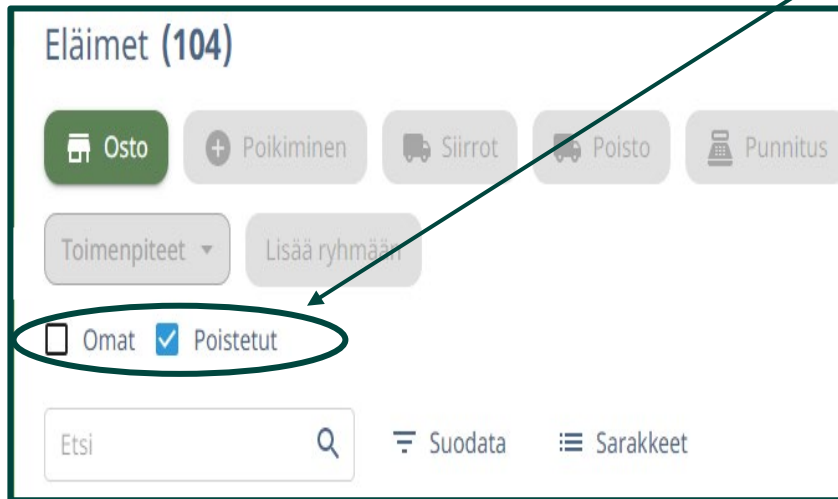 Eläimet (104)
Osto Poikiminen Siirrot Poisto Punnitus
Toimenpiteet Lisää ryhmään
Omat Poistetut
Etsi Suodata Sarakkeet